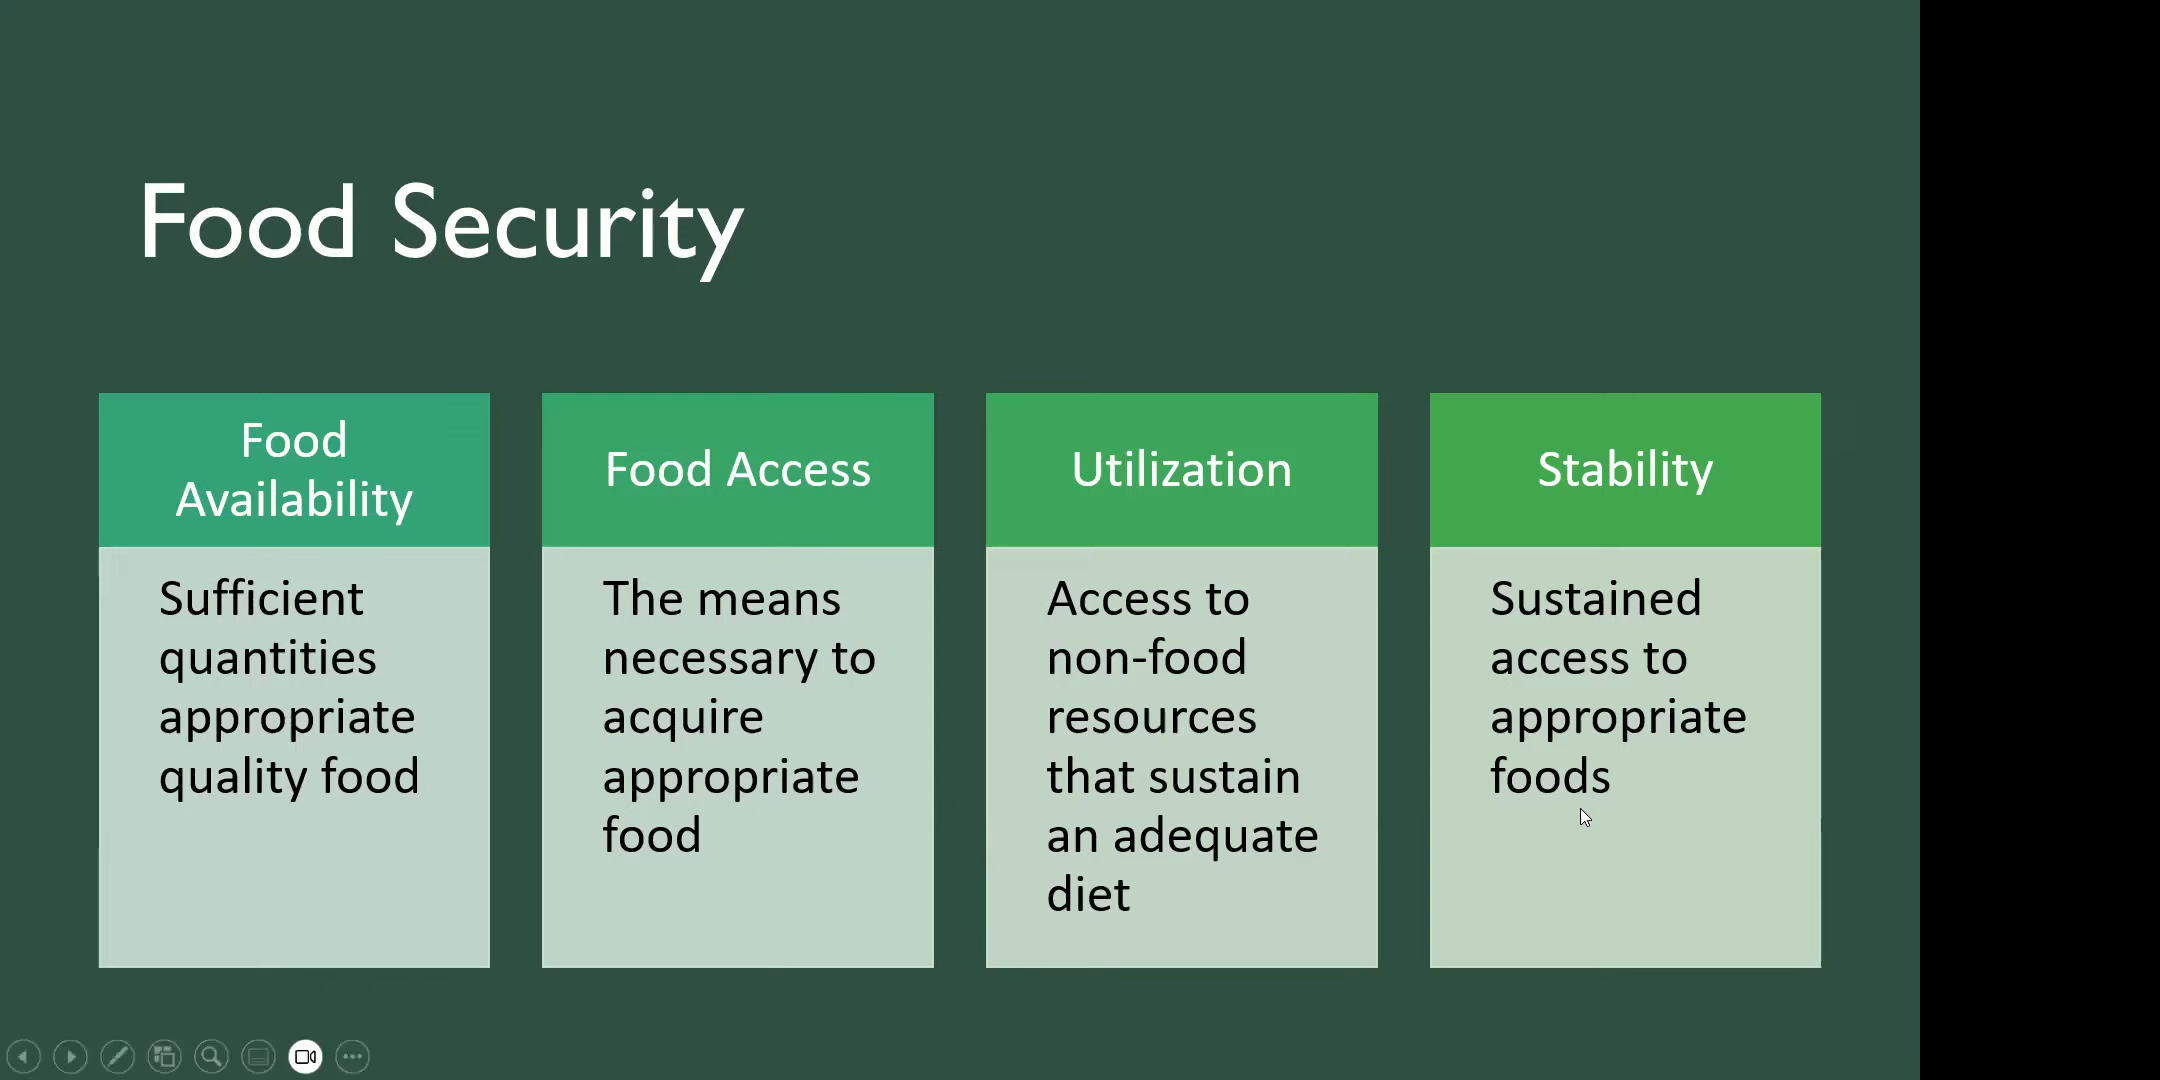 Food Security
Food
Availability
Sufficient
quantities
appropriate
quality food
Food Access
The means
necessary to
acquire
appropriate
food
Utilization
Access to
non-food
resources
that sustain
an adequate
diet
Stability
Sustained
access to
appropriate
foods